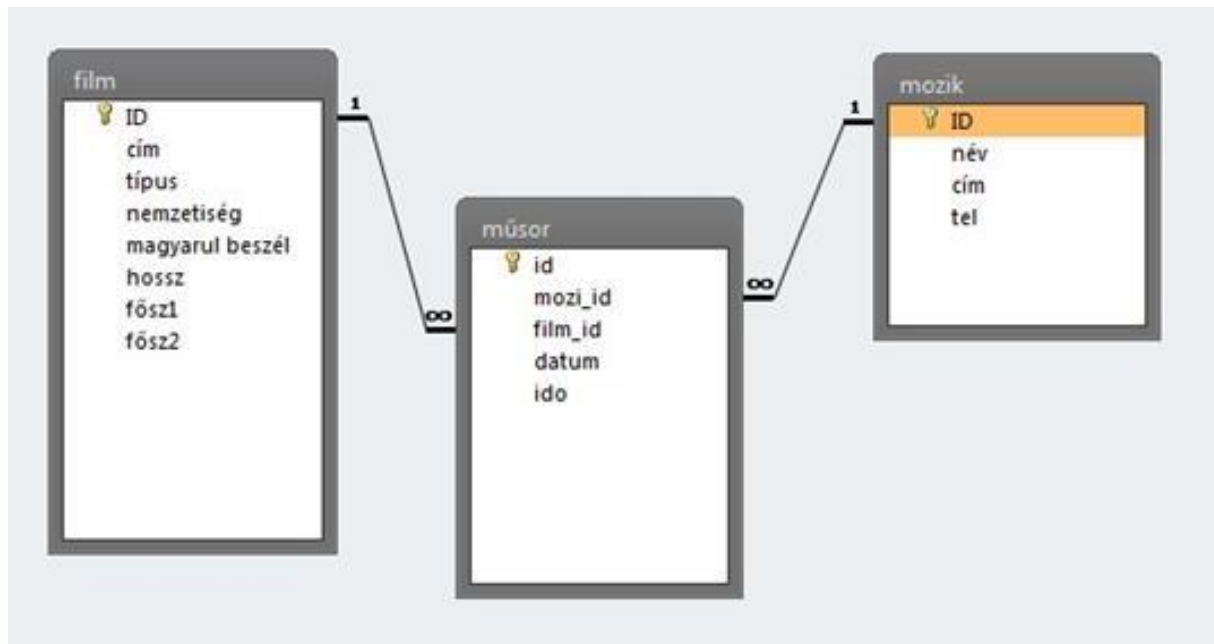 film
ID
cím
típus
nemzetiség
magyarul beszél
hossz
fősz1
fősz2
1
∞
műsor
id
mozi_id
film_id
datum
ido
∞
1
mozik
ID
név
cím
tel